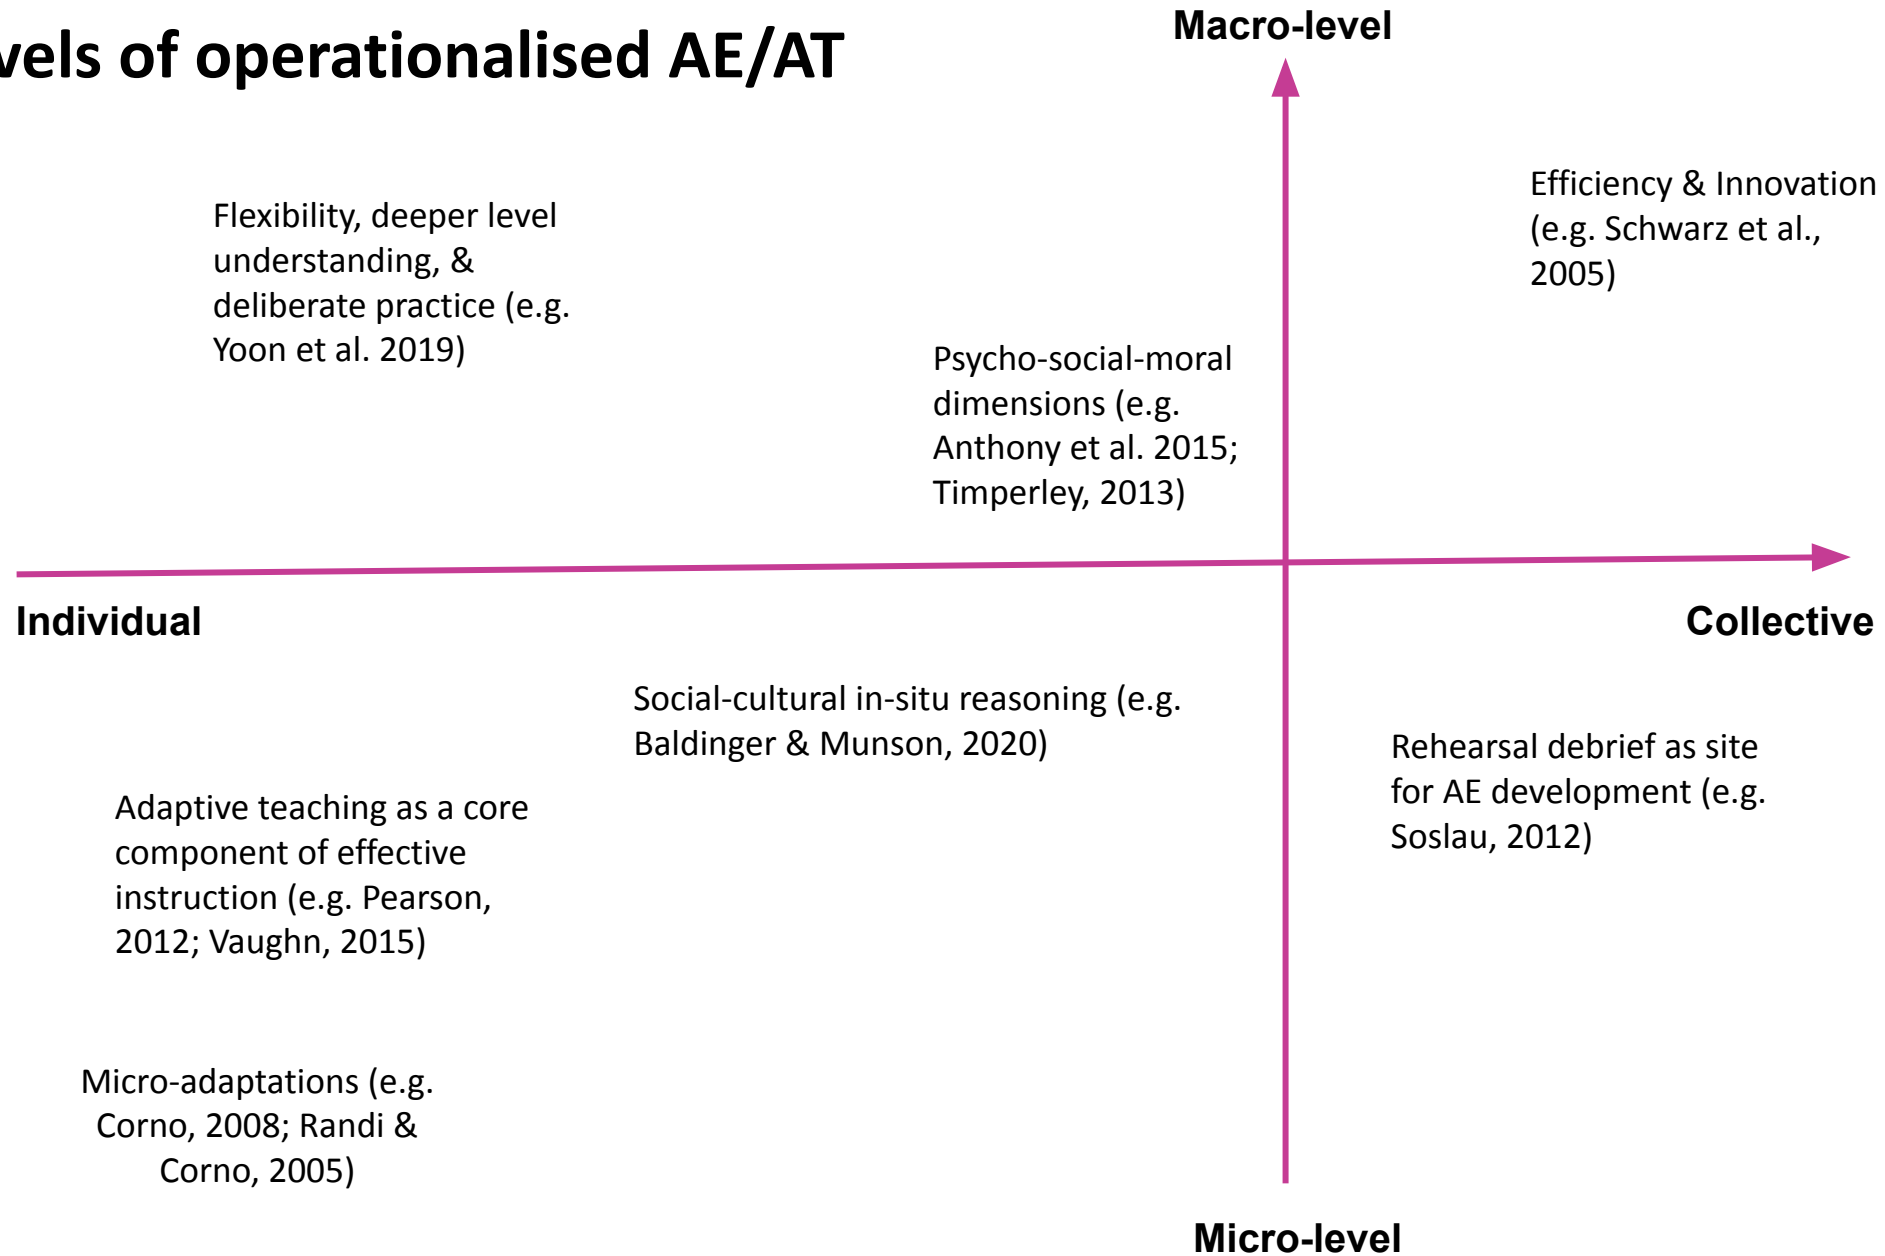 vels of operationalised AE/AT
Macro-level
Flexibility, deeper level
understanding, &
deliberate practice (e.g.
Yoon et al. 2019)
Efficiency & Innovation
(e.g. Schwarz et al.,
2005)
Psycho-social-moral
dimensions (e.g.
Anthony et al. 2015;
Timperley, 2013)
Individual
Collective
Social-cultural in-situ reasoning (e.g.
Baldinger & Munson, 2020)
Rehearsal debrief as site
for AE development (e.g.
Soslau, 2012)
Adaptive teaching as a core
component of effective
instruction (e.g. Pearson,
2012; Vaughn, 2015)
Micro-adaptations (e.g.
Corno, 2008; Randi &
Corno, 2005)
Micro-level